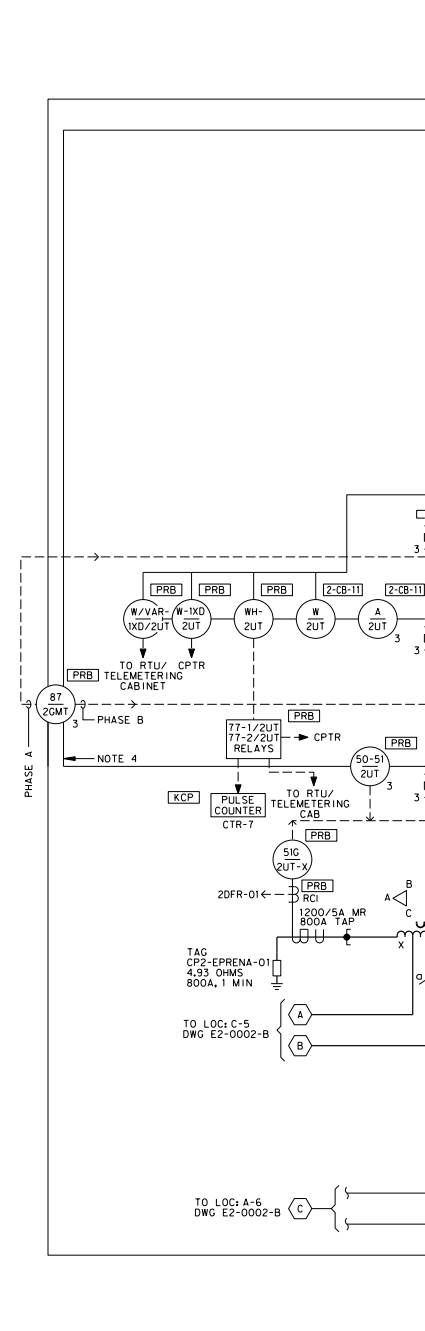 3
PRB
PRB
PRB
2-CB-11
2-CB-11
W/VAR-
1XD/2UT
W-1XD
2UT
WH-
2UT
W
2UT
A
2UT
3
3
TO RTU/
TELEMETERING
CABINET
CPTR
PRB
87
2GMT
3
PHASE B
PHASE A
NOTE 4
PRB
77-1/2UT
77-2/2UT
RELAYS
CPTR
PRB
50-51
2UT
3
3
KCP
PULSE
COUNTER
CTR-7
TO RTU/
TELEMETERING
CAB
PRB
51G
2UT-X
PRB
2DFR-01
RCI
1200/5A MR
800A TAP
B
A
C
X
TAG
CP2-EPRENA-01
4.93 OHMS
800A, 1 MIN
TO LOC: C-5
DWG E2-0002-B
A
B
TO LOC: A-6
DWG E2-0002-B
C